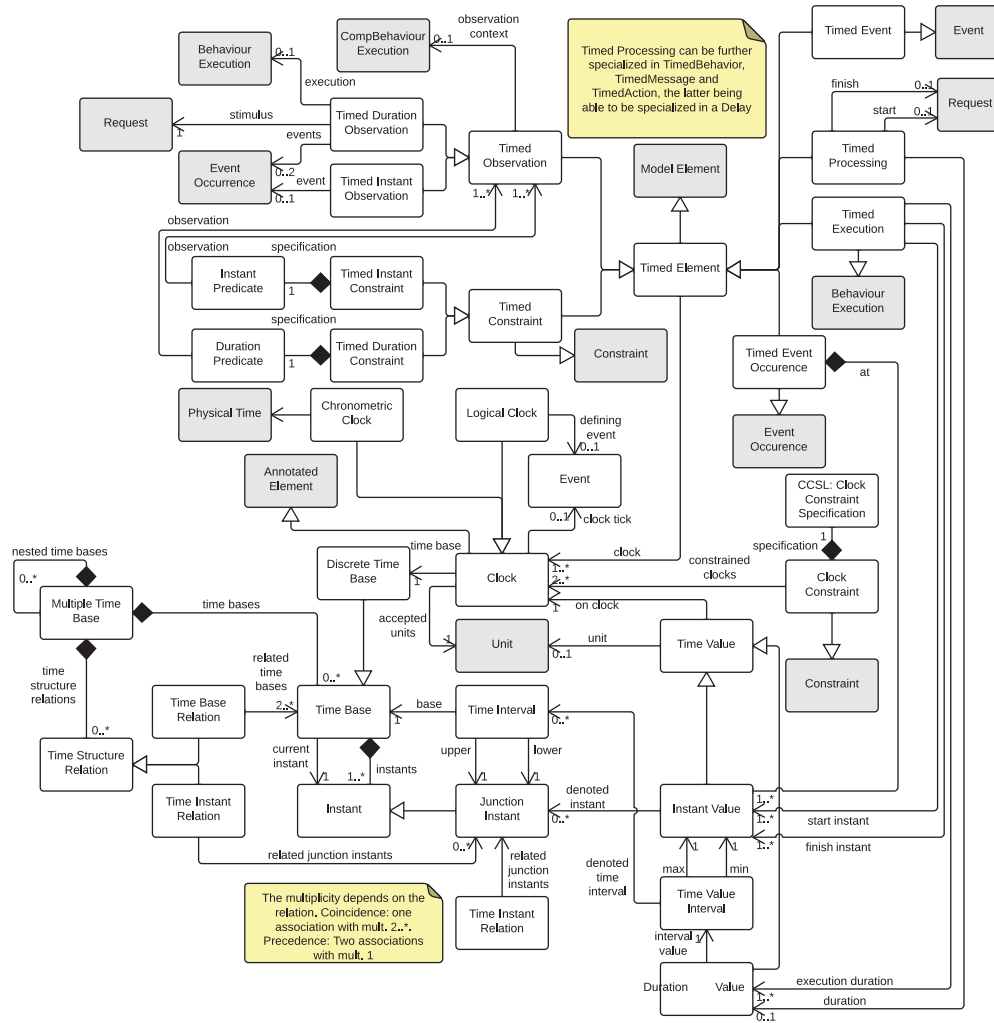 observation
context
CompBehaviour
Execution
0..1
Behaviour
Execution
0..1
execution
Timed Processing can be further
specialized in TimedBehavior,
TimedMessage and
TimedAction, the latter being
able to be specialized in a Delay
Timed Event
Event
finish
0..1
Request
start
0..1
Timed
Processing
Request
1
stimulus
Timed Duration
Observation
events
Event
Occurrence
0..2
event
0..1
Timed Instant
Observation
Timed
Observation
1..*
1..*
Model Element
observation
observation
specification
Instant
Predicate
1
Timed Instant
Constraint
specification
Duration
Predicate
1
Timed Duration
Constraint
Timed
Constraint
Constraint
Timed Element
Timed
Execution
Behaviour
Execution
Timed Event
Occurence
at
Event
Occurence
Physical Time
Chronometric
Clock
Logical Clock
defining
event
0..1
Event
0..1
clock tick
Annotated
Element
CCSL: Clock
Constraint
Specification
1
specification
Clock
Constraint
Constraint
nested time bases
0..*
Multiple Time
Base
time bases
Discrete Time
Base
time base
1
Clock
clock
1..*
2..*
constrained
clocks
on clock
1
accepted
units
1
Unit
unit
0..1
Time Value
time
structure
relations
0..*
Time Structure
Relation
Time Base
Relation
related
time
bases
2..*
0..*
Time Base
base
1
Time Interval
0..*
Time Instant
Relation
current
instant
1
instants
1..*
Instant
upper
1
lower
1
Junction
Instant
0..*
denoted
instant
0..*
Instant Value
1..*
1..*
start instant
1..*
finish instant
related junction instants
related
junction
instants
Time Instant
Relation
denoted
time
interval
max
1
min
1
Time Value
Interval
interval
value
1
Duration Value
execution duration
1..*
duration
0..1
The multiplicity depends on the
relation. Coincidence: one
association with mult. 2..*.
Precedence: Two associations
with mult. 1